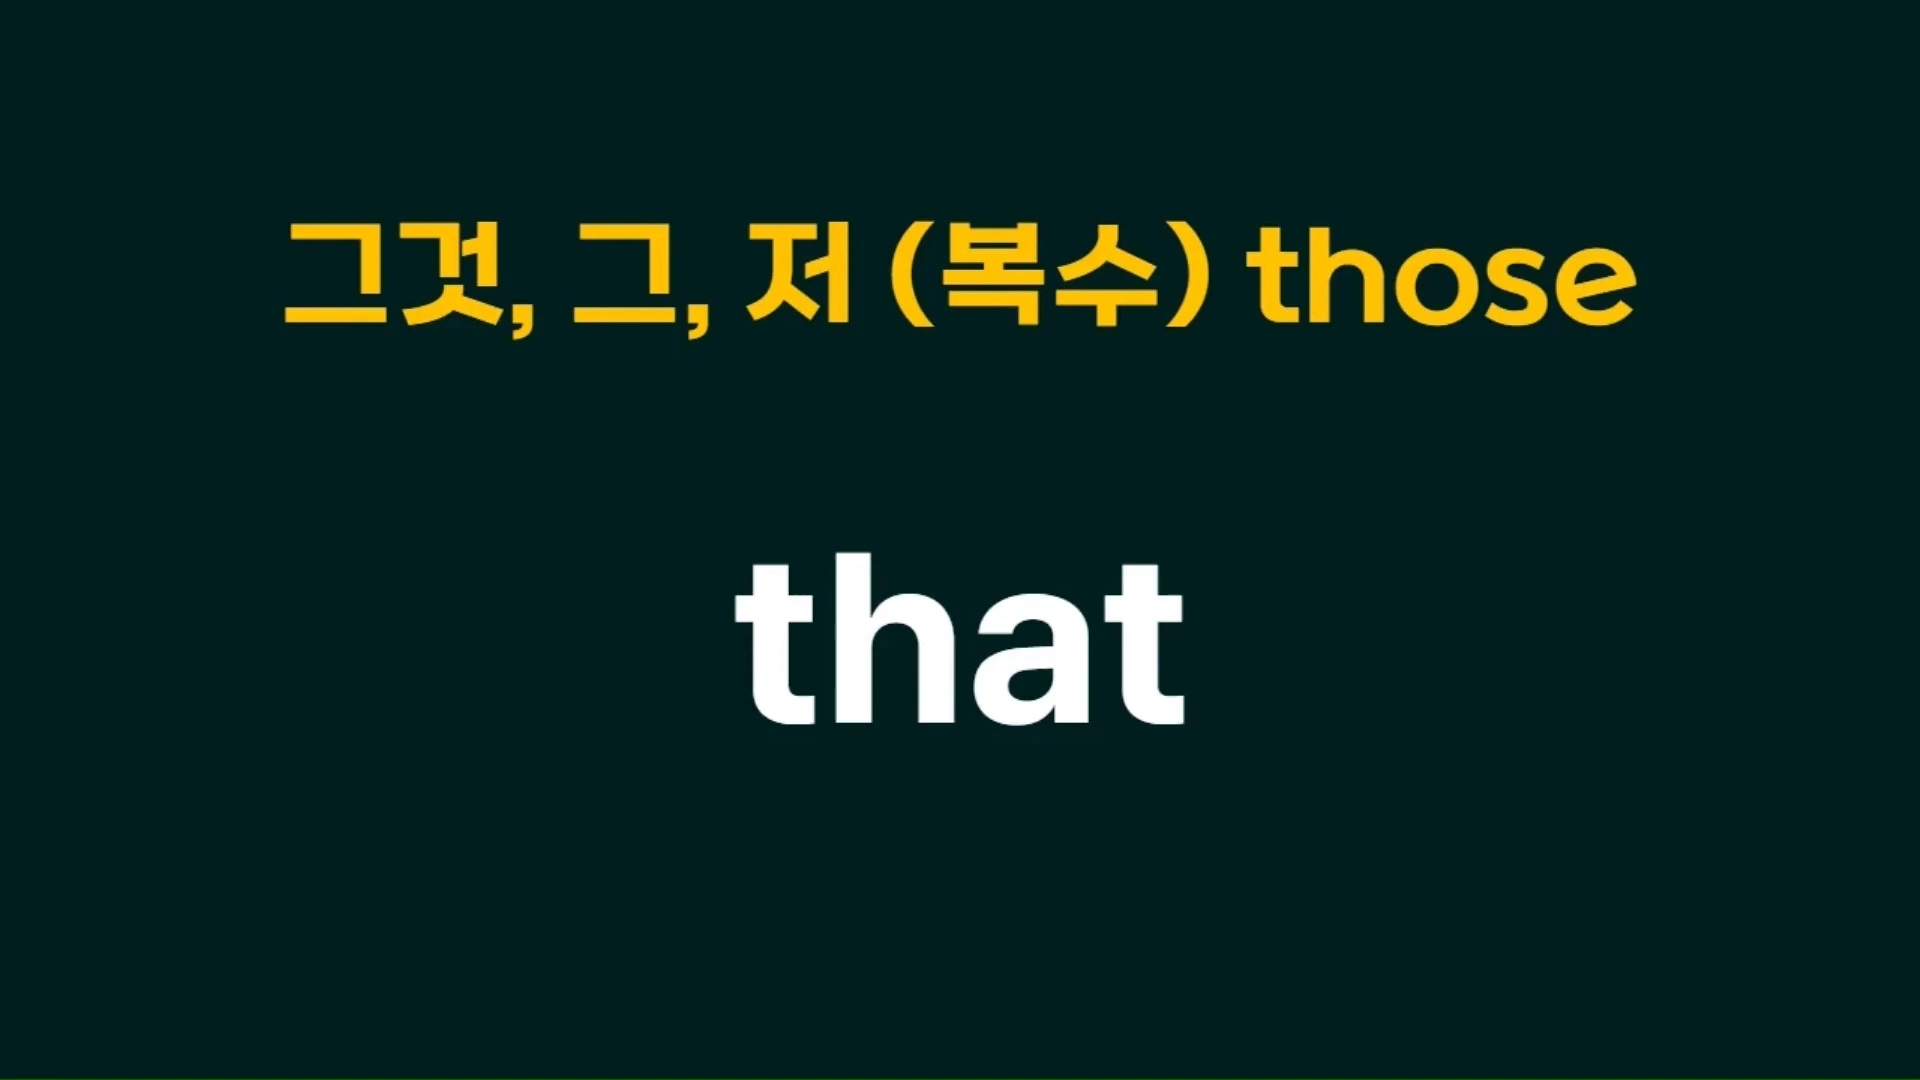 그것, 그, 저 (복수) those
that